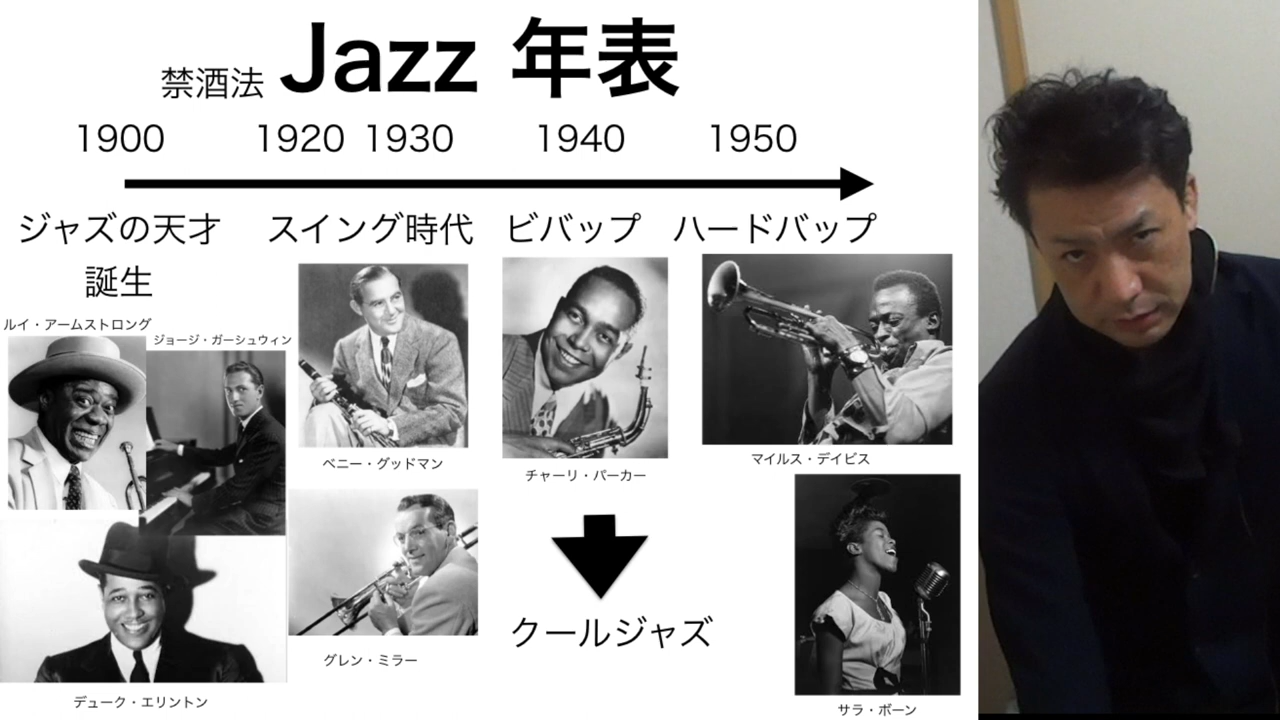 禁酒法 Jazz 年表
1900 1920 1930 1940 1950
ジャズの天才
誕生
スイング時代
ビバップ
ハードバップ
ルイ・アームストロング
ジョージ・ガーシュウィン
デューク・エリントン
ベニー・グッドマン
グレン・ミラー
チャーリ・パーカー
クールジャズ
マイルス・デイビス
サラ・ボーン